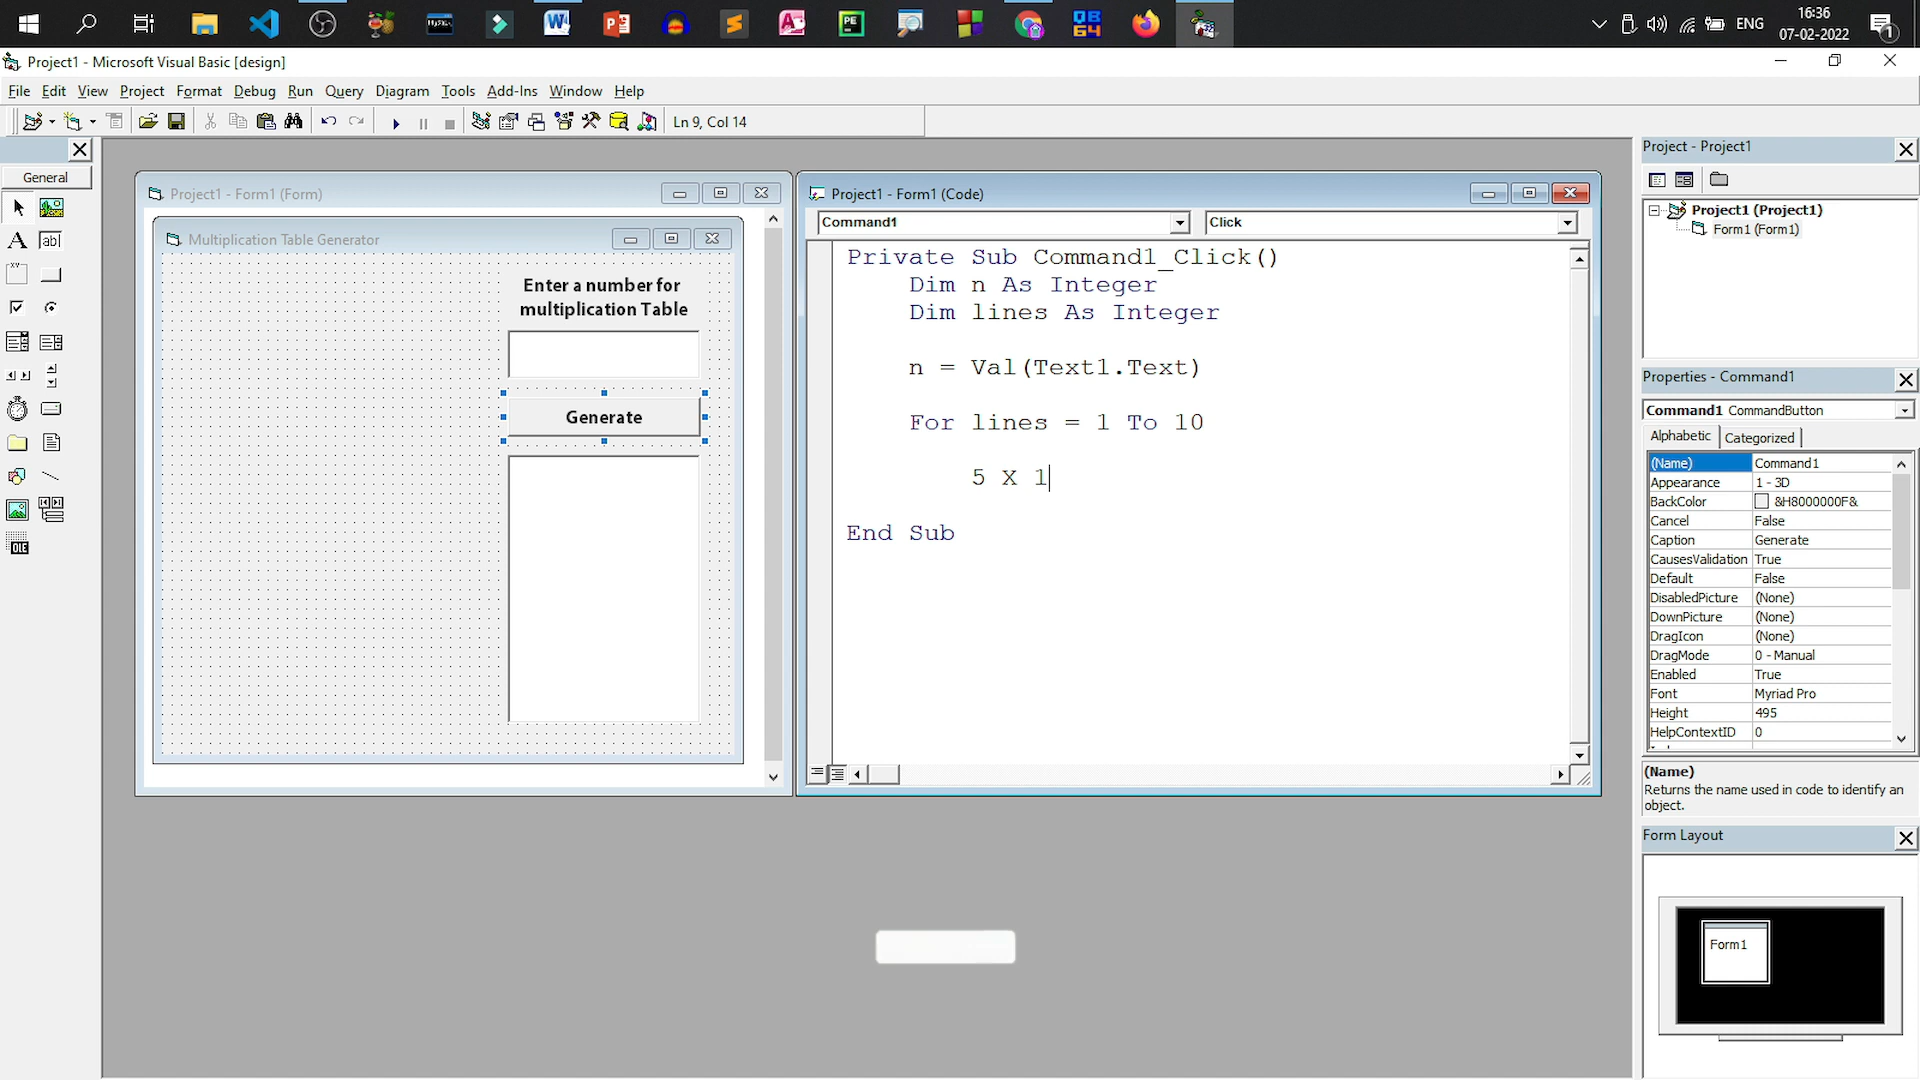 ENG
16:36
07-02-2022
1
Project1 - Microsoft Visual Basic [design]
File Edit View Project Format Debug Run Query Diagram Tools Add-Ins Window Help
Ln 9, Col 14
General
Project1 - Form1 (Form)
Multiplication Table Generator
Enter a number for
multiplication Table
Generate
Project1 - Form1 (Code)
Command1
Click
Private Sub Command1_Click()
Dim n As Integer
Dim lines As Integer
n = Val(Text1.Text)
For lines = 1 To 10
5 X 1
End Sub
Project - Project1
Project1 (Project1)
Form1 (Form1)
Properties - Command1
Command1 CommandButton
Alphabetic Categorized
(Name) Command1
Appearance 1 - 3D
BackColor &H8000000F&
Cancel False
Caption Generate
CausesValidation True
Default False
DisabledPicture (None)
DownPicture (None)
DragIcon (None)
DragMode 0 - Manual
Enabled True
Font Myriad Pro
Height 495
HelpContextID 0
(Name)
Returns the name used in code to identify an
object.
Form Layout
Form1